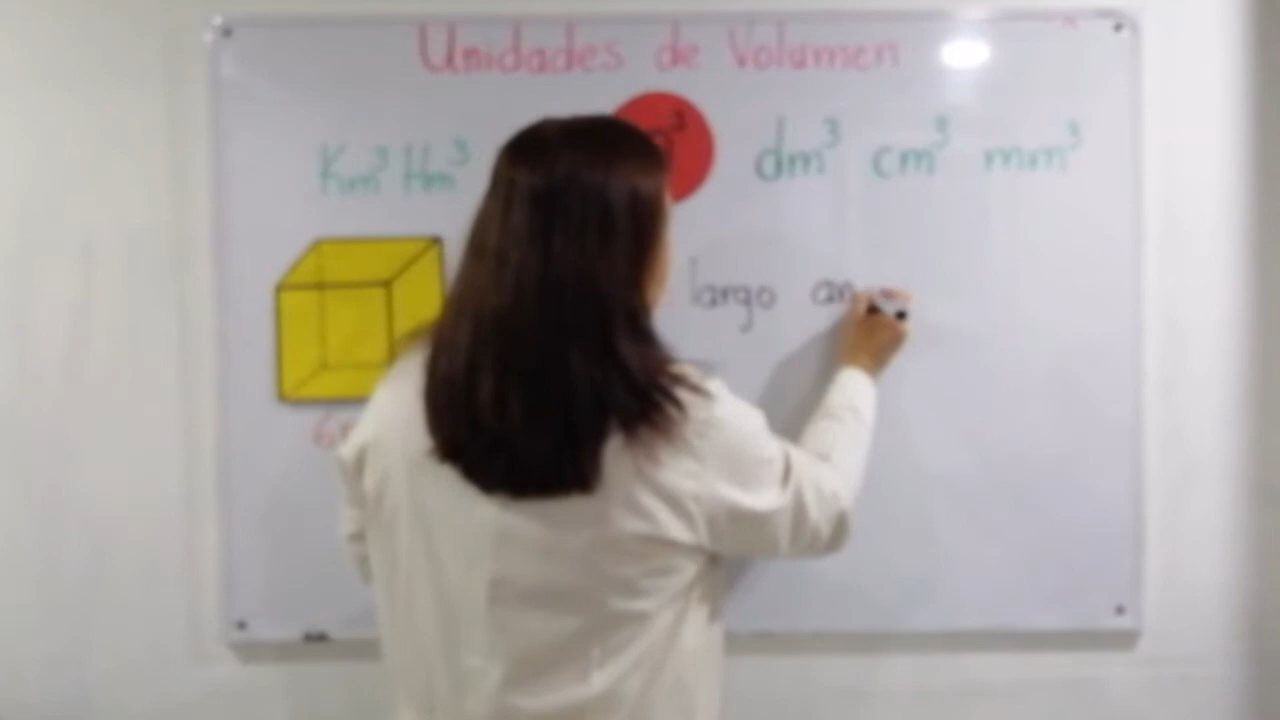 Unidades de Volumen
Km³ Hm³ dm³ cm³ mm³
largo an